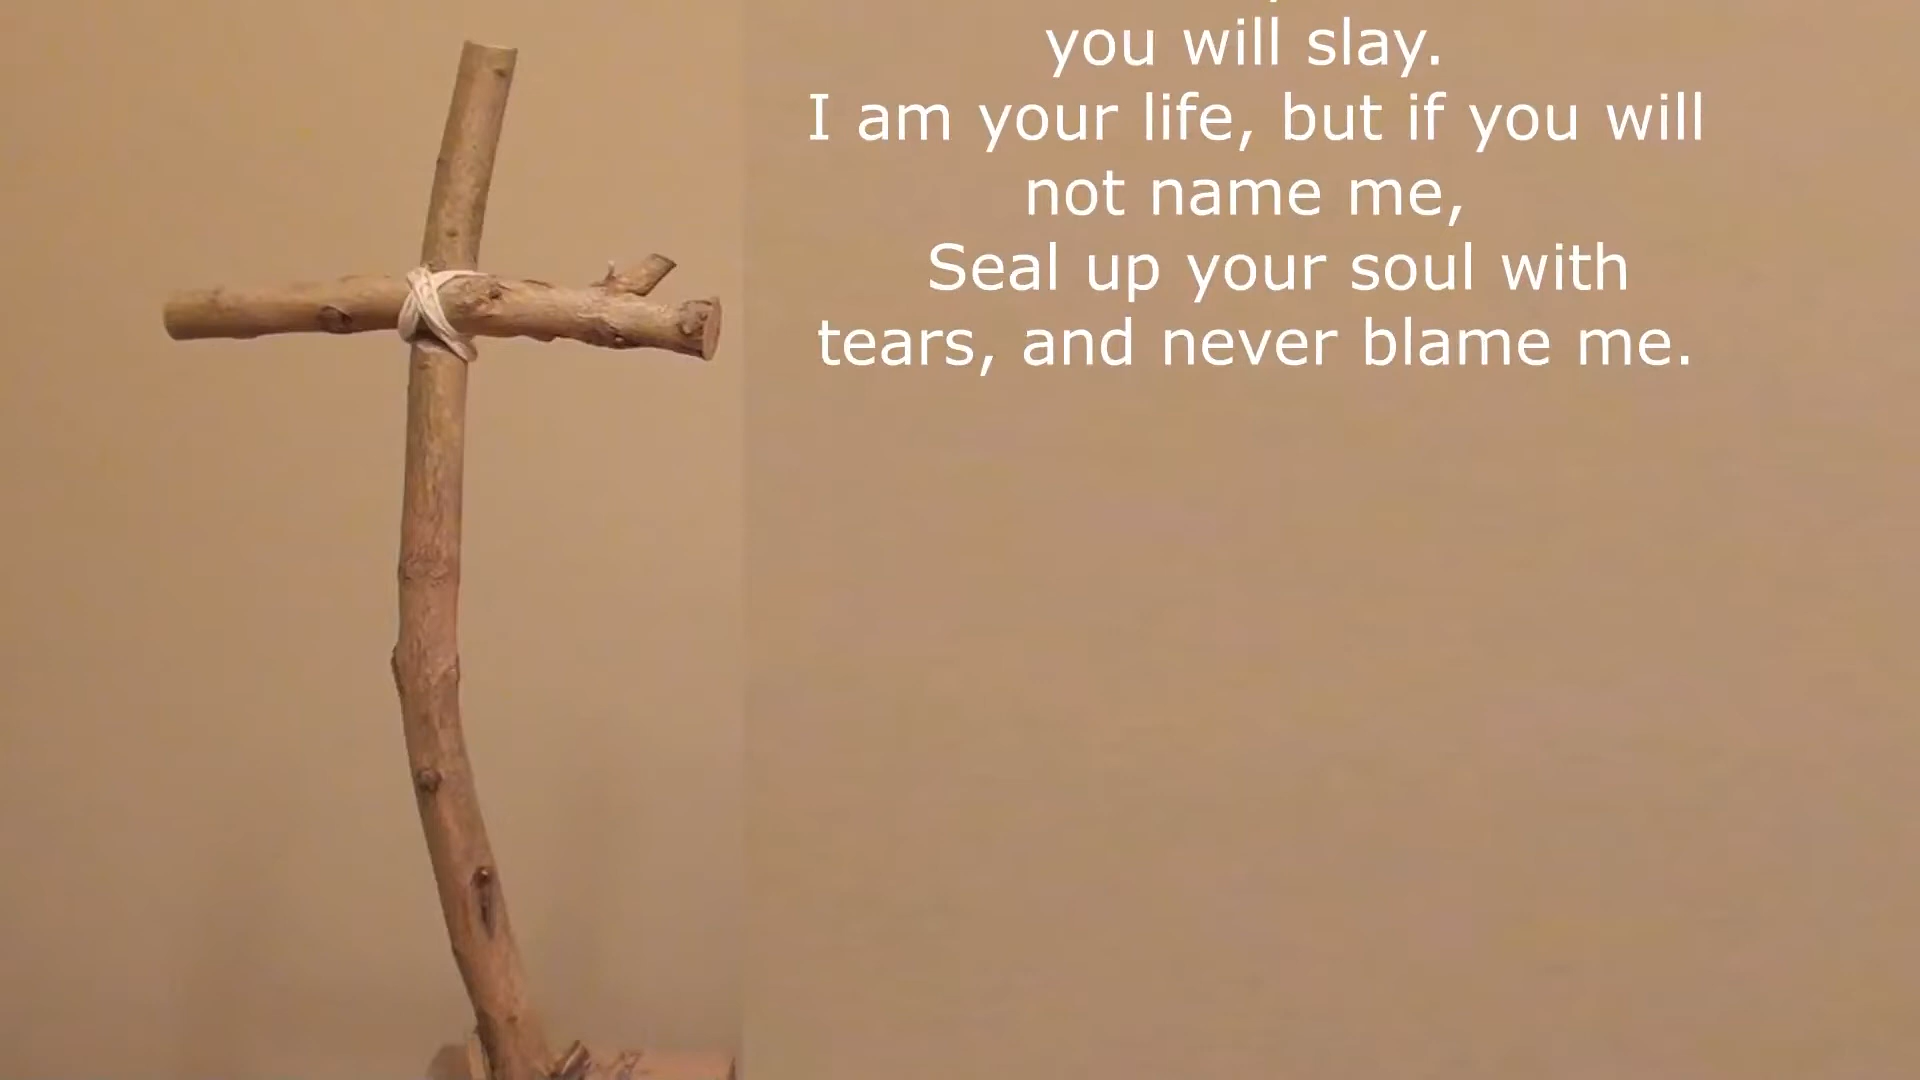 you will slay.
I am your life, but if you will
not name me,
Seal up your soul with
tears, and never blame me.